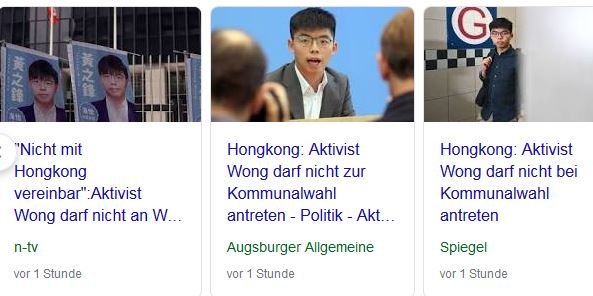 黃之鋒
黃之鋒
G
"Nicht mit
Hongkong
vereinbar":Aktivist
Wong darf nicht an W...
n-tv
vor 1 Stunde
Hongkong: Aktivist
Wong darf nicht zur
Kommunalwahl
antreten - Politik - Akt...
Augsburger Allgemeine
vor 1 Stunde
Hongkong: Aktivist
Wong darf nicht bei
Kommunalwahl
antreten
Spiegel
vor 1 Stunde